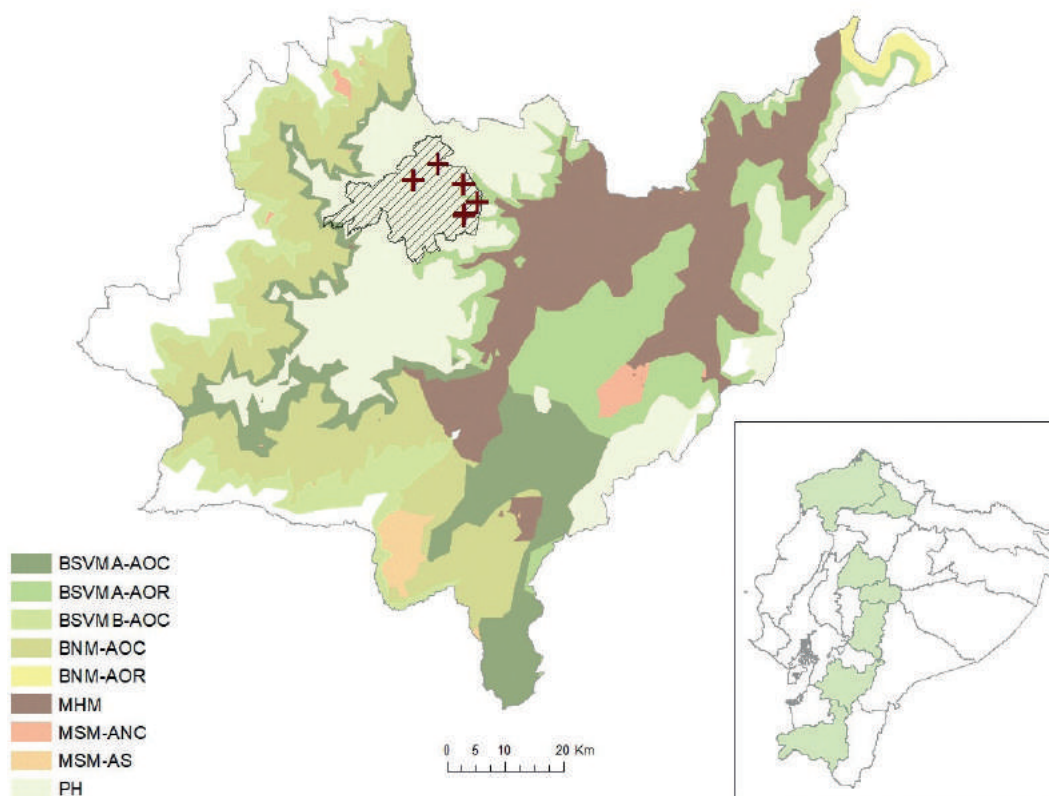 BSVMA-AOC
BSVMA-AOR
BSVMB-AOC
BNM-AOC
BNM-AOR
MHM
MSM-ANC
MSM-AS
PH
0 5 10 20 Km